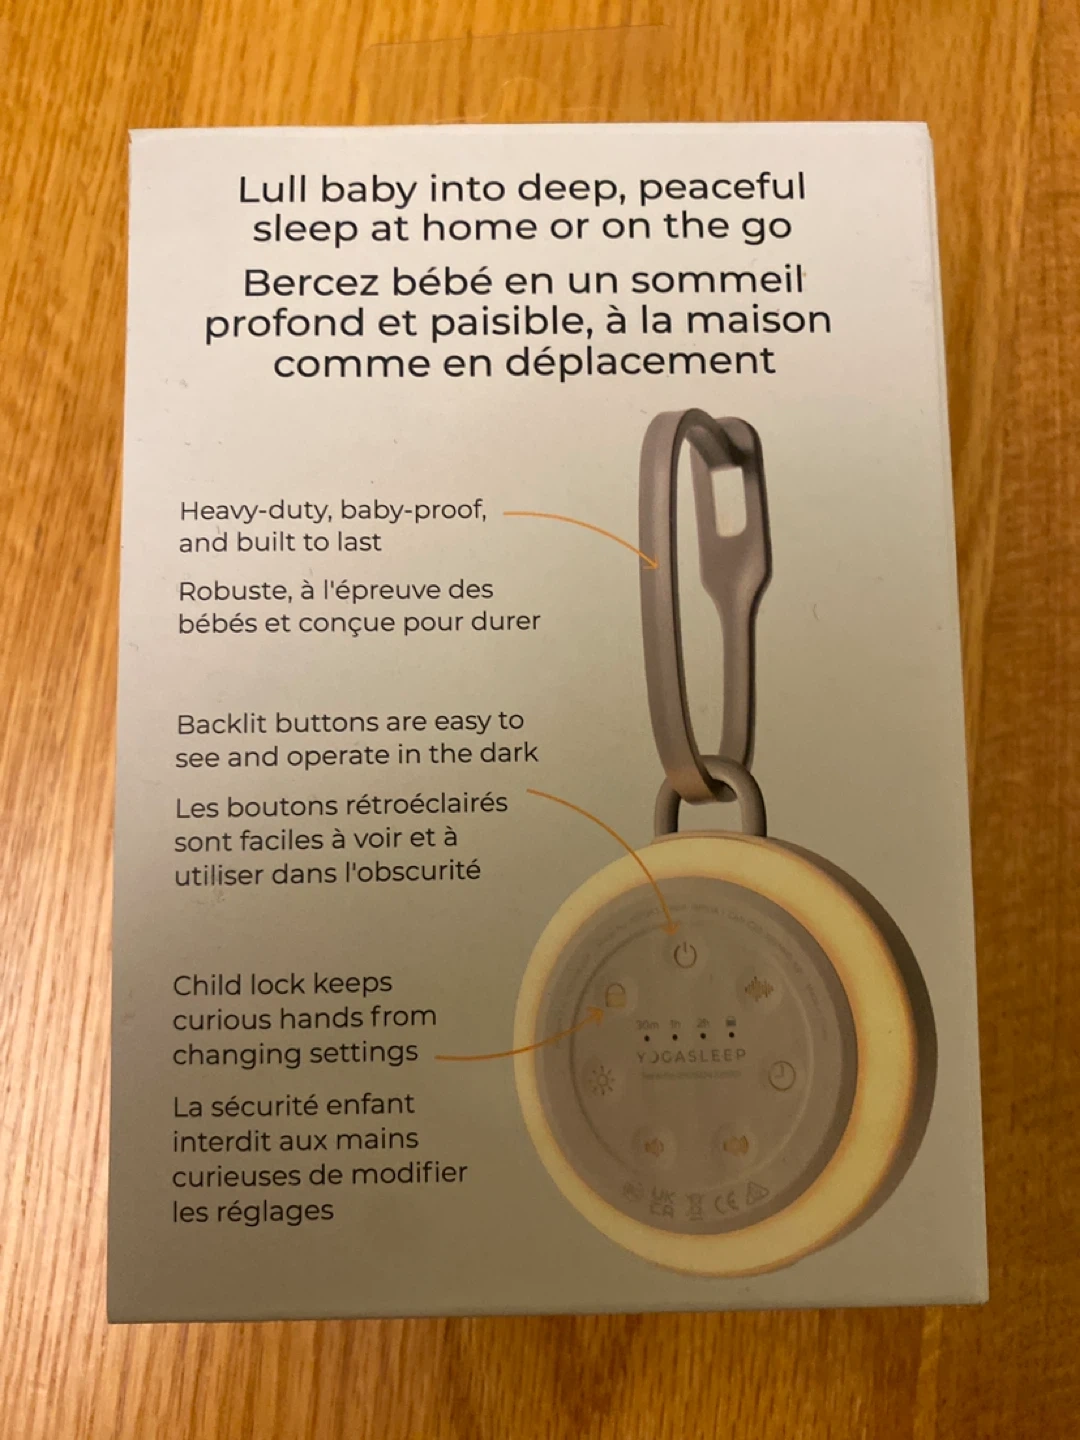 Lull baby into deep, peaceful
sleep at home or on the go
Bercez bébé en un sommeil
profond et paisible, à la maison
comme en déplacement
Heavy-duty, baby-proof,
and built to last
Robuste, à l'épreuve des
bébés et conçue pour durer
Backlit buttons are easy to
see and operate in the dark
Les boutons rétroéclairés
sont faciles à voir et à
utiliser dans l'obscurité
Child lock keeps
curious hands from
changing settings
La sécurité enfant
interdit aux mains
curieuses de modifier
les réglages
30m 1h 2h
YOGASLEEP
UK
CA
CE